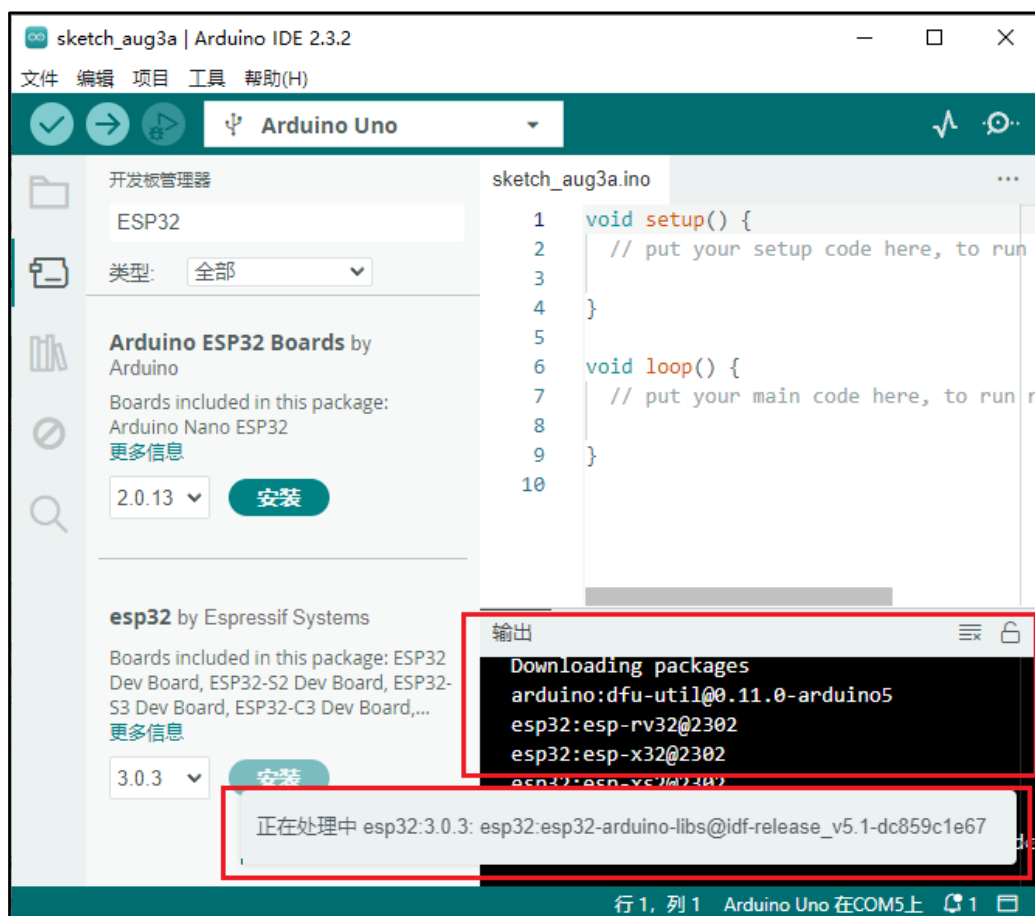 sketch_aug3a | Arduino IDE 2.3.2
文件 编辑 项目 工具 帮助(H)
Arduino Uno
开发板管理器
ESP32
类型: 全部
Arduino ESP32 Boards by
Arduino
Boards included in this package:
Arduino Nano ESP32
更多信息
2.0.13 安装
esp32 by Espressif Systems
Boards included in this package: ESP32
Dev Board, ESP32-S2 Dev Board, ESP32-
S3 Dev Board, ESP32-C3 Dev Board,...
更多信息
3.0.3 安装
sketch_aug3a.ino
1 void setup() {
2 // put your setup code here, to run
3
4 }
5
6 void loop() {
7 // put your main code here, to run
8
9 }
10
输出
Downloading packages
arduino:dfu-util@0.11.0-arduino5
esp32:esp-rv32@2302
esp32:esp-x32@2302
esp32:esp-xs2@2302
正在处理中 esp32:3.0.3: esp32:esp32-arduino-libs@idf-release_v5.1-dc859c1e67
行 1，列 1 Arduino Uno 在COM5上 1